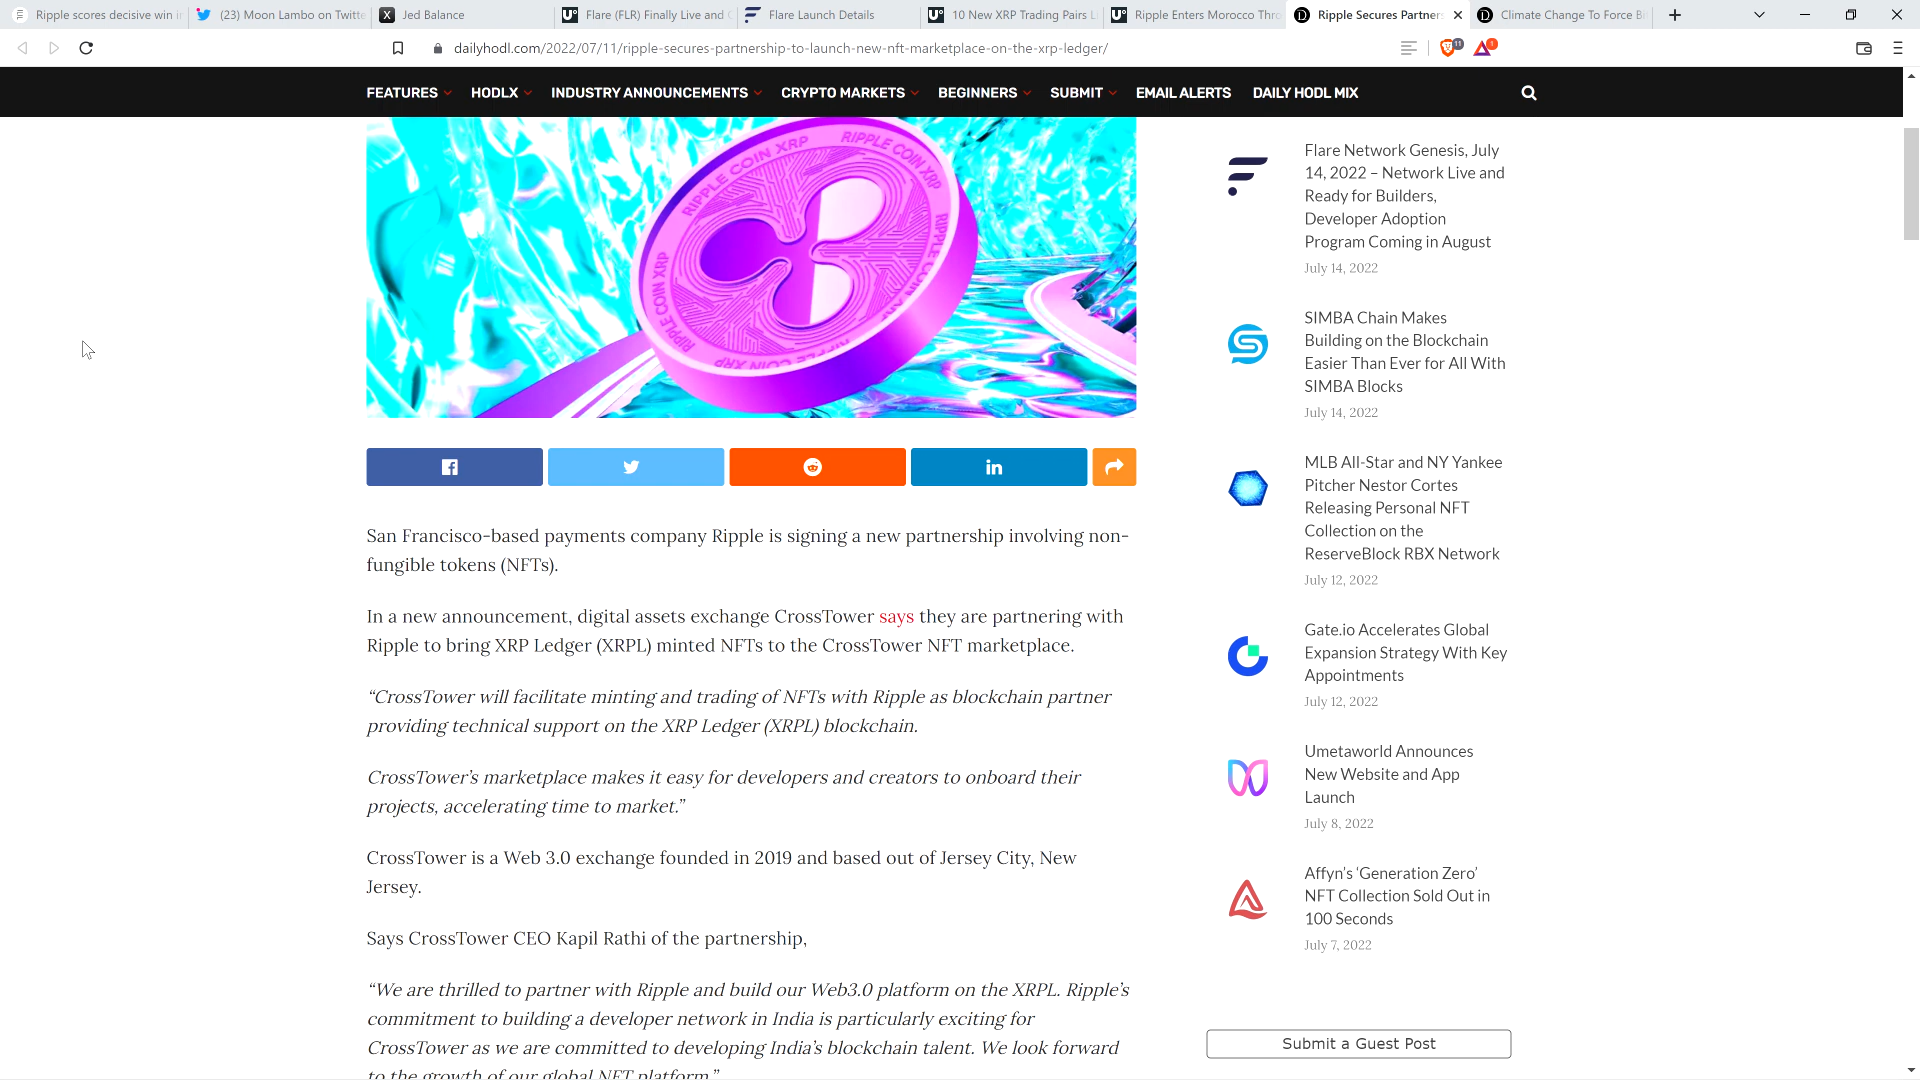 Ripple scores decisive win i
(23) Moon Lambo on Twitte
Jed Balance
Flare (FLR) Finally Live and
Flare Launch Details
10 New XRP Trading Pairs L
Ripple Enters Morocco Thro
Ripple Secures Partner
Climate Change To Force Bi
dailyhodl.com/2022/07/11/ripple-secures-partnership-to-launch-new-nft-marketplace-on-the-xrp-ledger/
11
1
FEATURES HODLX INDUSTRY ANNOUNCEMENTS CRYPTO MARKETS BEGINNERS SUBMIT EMAIL ALERTS DAILY HODL MIX
RIPPLE COIN XRP
RIPPLE COIN XRP
RIPPLE COIN XRP
RIPPLE COIN XRP
San Francisco-based payments company Ripple is signing a new partnership involving non-
fungible tokens (NFTs).
In a new announcement, digital assets exchange CrossTower says they are partnering with
Ripple to bring XRP Ledger (XRPL) minted NFTs to the CrossTower NFT marketplace.
“CrossTower will facilitate minting and trading of NFTs with Ripple as blockchain partner
providing technical support on the XRP Ledger (XRPL) blockchain.
CrossTower’s marketplace makes it easy for developers and creators to onboard their
projects, accelerating time to market.”
CrossTower is a Web 3.0 exchange founded in 2019 and based out of Jersey City, New
Jersey.
Says CrossTower CEO Kapil Rathi of the partnership,
“We are thrilled to partner with Ripple and build our Web3.0 platform on the XRPL. Ripple’s
commitment to building a developer network in India is particularly exciting for
CrossTower as we are committed to developing India’s blockchain talent. We look forward
to the growth of our global NFT platform.”
Flare Network Genesis, July
14, 2022 – Network Live and
Ready for Builders,
Developer Adoption
Program Coming in August
July 14, 2022
SIMBA Chain Makes
Building on the Blockchain
Easier Than Ever for All With
SIMBA Blocks
July 14, 2022
MLB All-Star and NY Yankee
Pitcher Nestor Cortes
Releasing Personal NFT
Collection on the
ReserveBlock RBX Network
July 12, 2022
Gate.io Accelerates Global
Expansion Strategy With Key
Appointments
July 12, 2022
Umetaworld Announces
New Website and App
Launch
July 8, 2022
Affyn’s ‘Generation Zero’
NFT Collection Sold Out in
100 Seconds
July 7, 2022
Submit a Guest Post